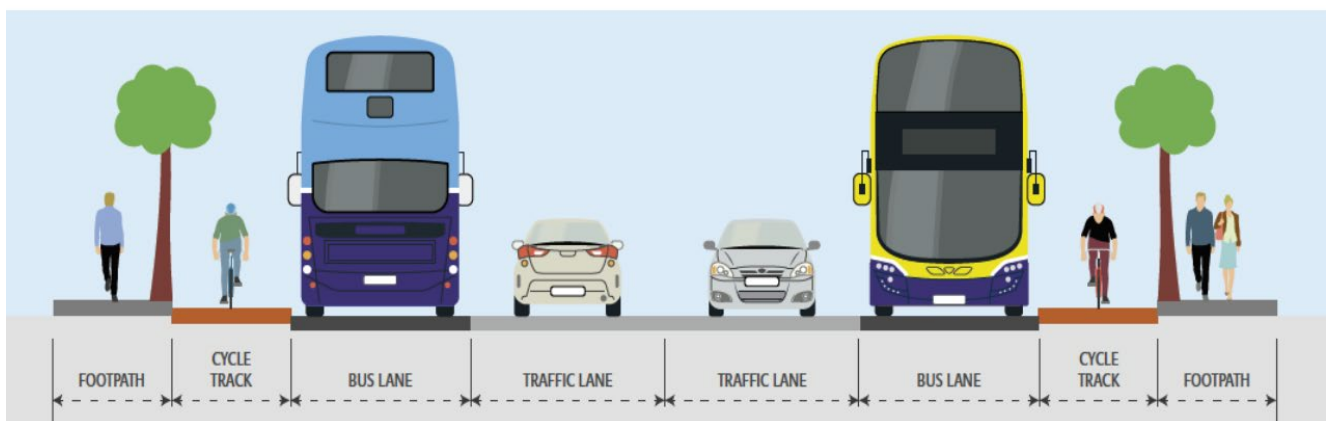 FOOTPATH
CYCLE
TRACK
BUS LANE
TRAFFIC LANE
TRAFFIC LANE
BUS LANE
CYCLE
TRACK
FOOTPATH